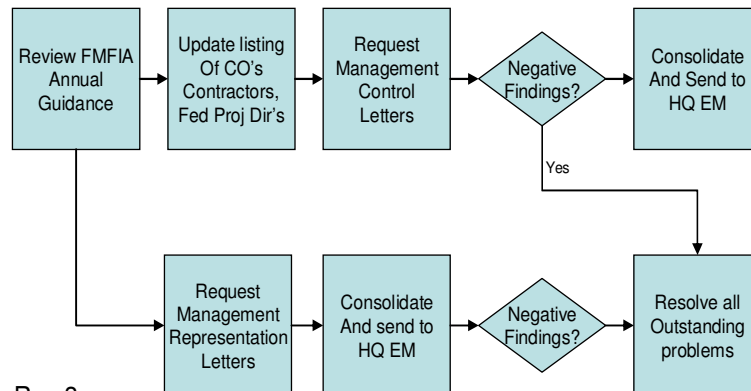 Review FMFIA
Annual
Guidance
Update listing
Of CO's
Contractors,
Fed Proj Dir's
Request
Management
Control
Letters
Negative
Findings?
Consolidate
And Send to
HQ EM
Yes
Request
Management
Representation
Letters
Consolidate
And send to
HQ EM
Negative
Findings?
Resolve all
Outstanding
problems